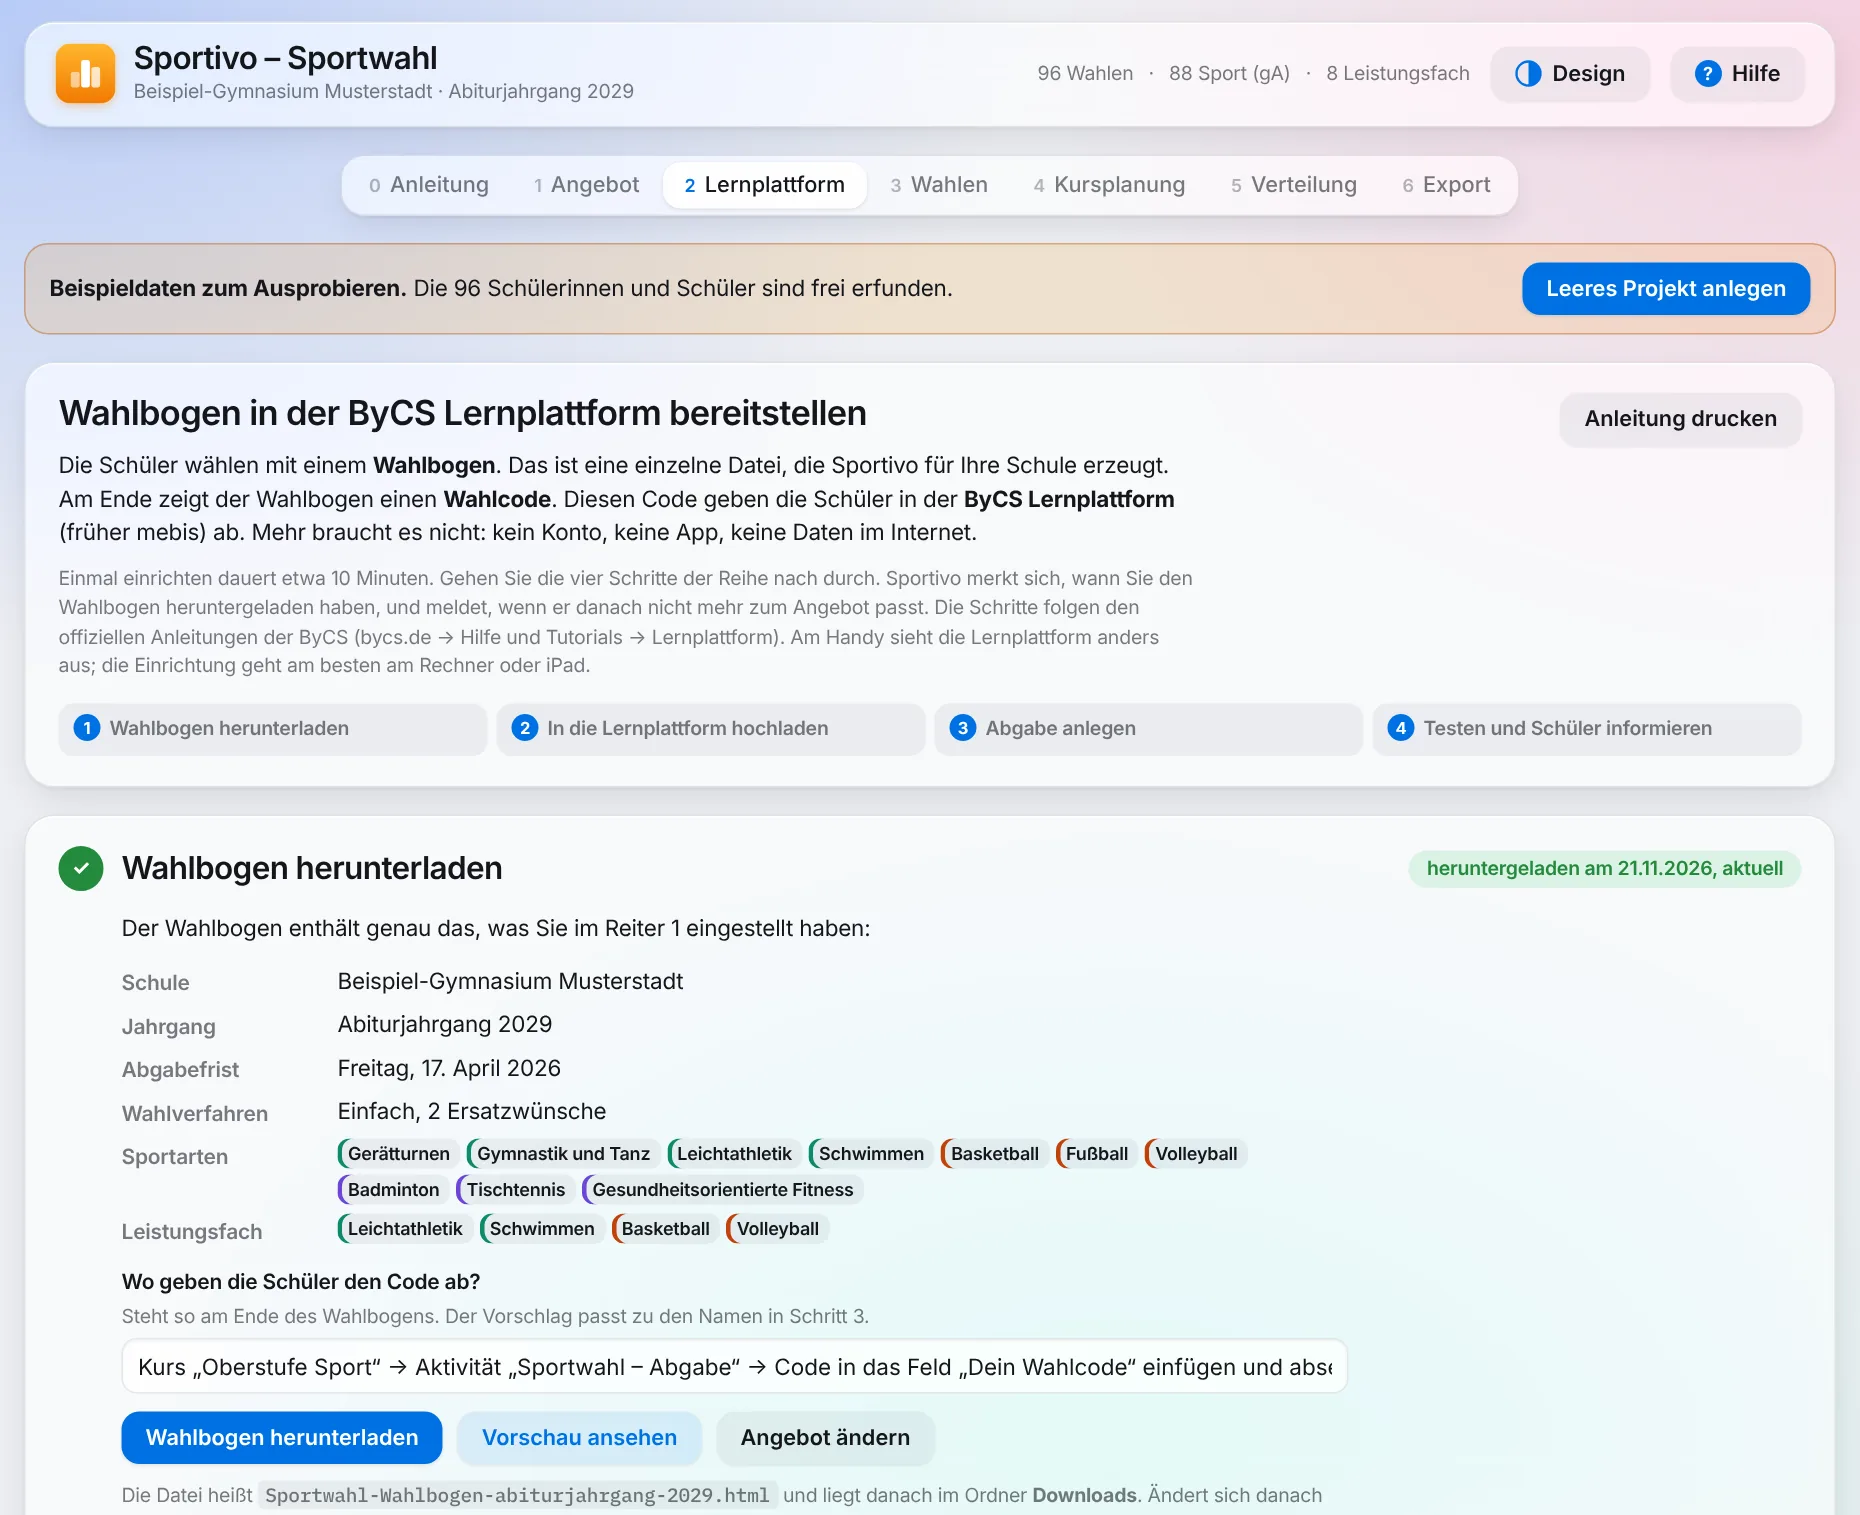 Sportivo – Sportwahl
Beispiel-Gymnasium Musterstadt · Abiturjahrgang 2029
96 Wahlen · 88 Sport (gA) · 8 Leistungsfach
Design
? Hilfe
0 Anleitung 1 Angebot 2 Lernplattform 3 Wahlen 4 Kursplanung 5 Verteilung 6 Export
Beispieldaten zum Ausprobieren. Die 96 Schülerinnen und Schüler sind frei erfunden.
Leeres Projekt anlegen
Wahlbogen in der ByCS Lernplattform bereitstellen
Anleitung drucken
Die Schüler wählen mit einem Wahlbogen. Das ist eine einzelne Datei, die Sportivo für Ihre Schule erzeugt.
Am Ende zeigt der Wahlbogen einen Wahlcode. Diesen Code geben die Schüler in der ByCS Lernplattform
(früher mebis) ab. Mehr braucht es nicht: kein Konto, keine App, keine Daten im Internet.
Einmal einrichten dauert etwa 10 Minuten. Gehen Sie die vier Schritte der Reihe nach durch. Sportivo merkt sich, wann Sie den
Wahlbogen heruntergeladen haben, und meldet, wenn er danach nicht mehr zum Angebot passt. Die Schritte folgen den
offiziellen Anleitungen der ByCS (bycs.de → Hilfe und Tutorials → Lernplattform). Am Handy sieht die Lernplattform anders
aus; die Einrichtung geht am besten am Rechner oder iPad.
1 Wahlbogen herunterladen
2 In die Lernplattform hochladen
3 Abgabe anlegen
4 Testen und Schüler informieren
Wahlbogen herunterladen
heruntergeladen am 21.11.2026, aktuell
Der Wahlbogen enthält genau das, was Sie im Reiter 1 eingestellt haben:
Schule Beispiel-Gymnasium Musterstadt
Jahrgang Abiturjahrgang 2029
Abgabefrist Freitag, 17. April 2026
Wahlverfahren Einfach, 2 Ersatzwünsche
Sportarten Gerätturnen Gymnastik und Tanz Leichtathletik Schwimmen Basketball Fußball Volleyball
Badminton Tischtennis Gesundheitsorientierte Fitness
Leistungsfach Leichtathletik Schwimmen Basketball Volleyball
Wo geben die Schüler den Code ab?
Steht so am Ende des Wahlbogens. Der Vorschlag passt zu den Namen in Schritt 3.
Kurs „Oberstufe Sport“ → Aktivität „Sportwahl – Abgabe“ → Code in das Feld „Dein Wahlcode“ einfügen und
Wahlbogen herunterladen
Vorschau ansehen
Angebot ändern
Die Datei heißt Sportwahl-Wahlbogen-abiturjahrgang-2029.html und liegt danach im Ordner Downloads. Ändert sich danach